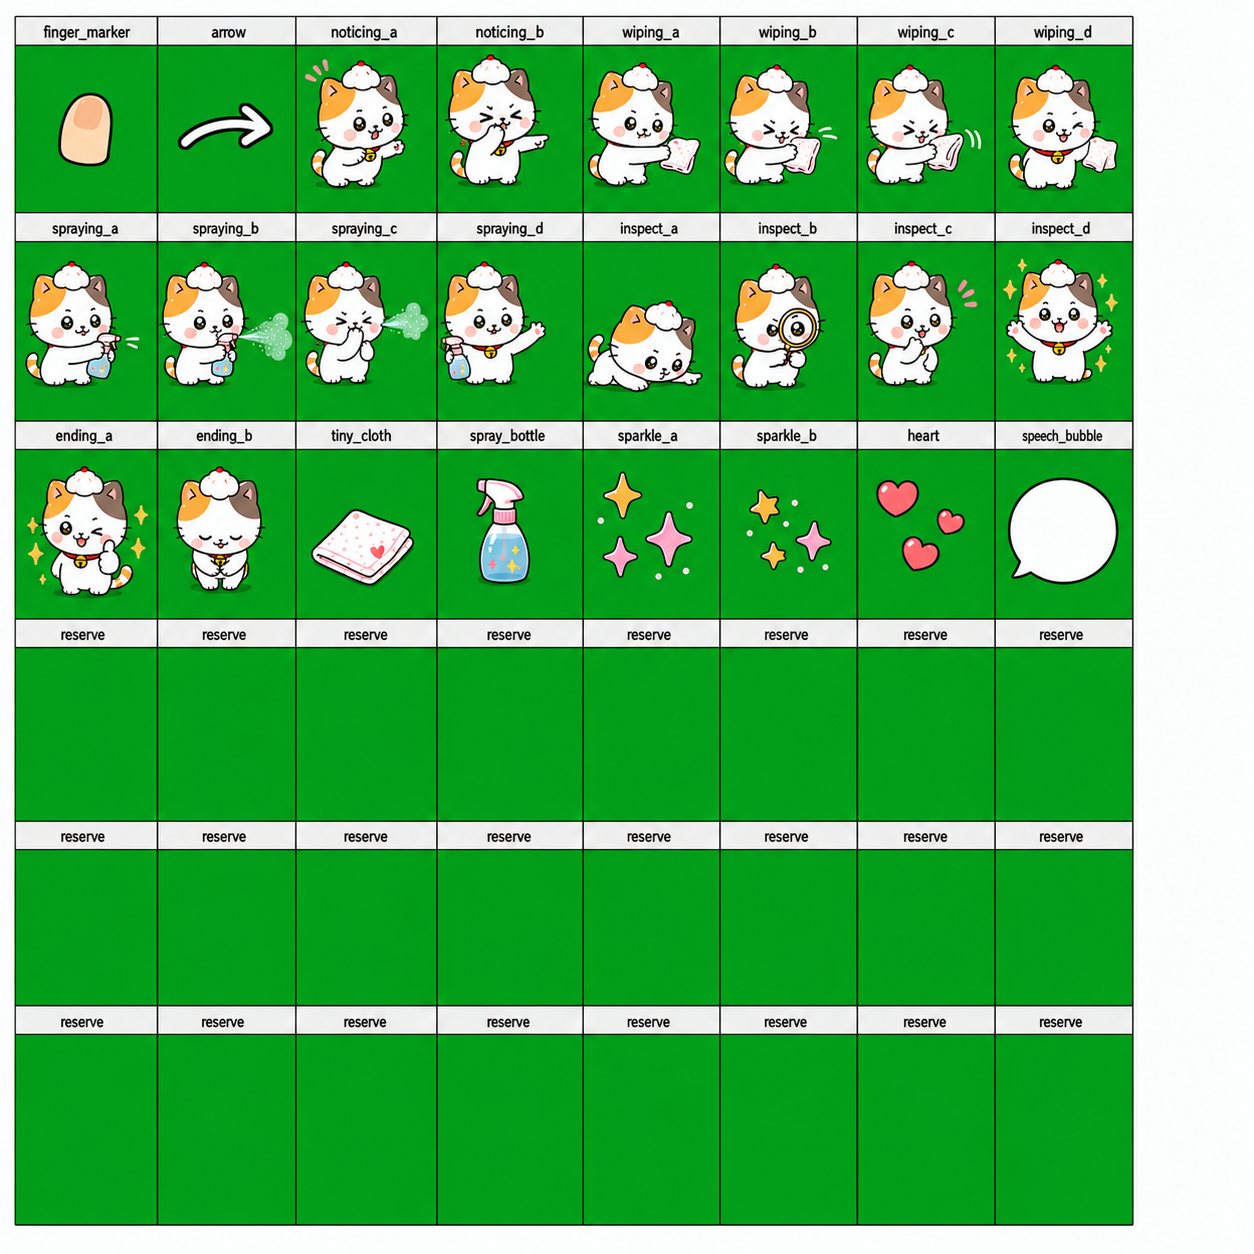 finger_marker arrow noticing_a noticing_b wiping_a wiping_b wiping_c wiping_d
spraying_a spraying_b spraying_c spraying_d inspect_a inspect_b inspect_c inspect_d
ending_a ending_b tiny_cloth spray_bottle sparkle_a sparkle_b heart speech_bubble
reserve reserve reserve reserve reserve reserve reserve reserve
reserve reserve reserve reserve reserve reserve reserve reserve
reserve reserve reserve reserve reserve reserve reserve reserve